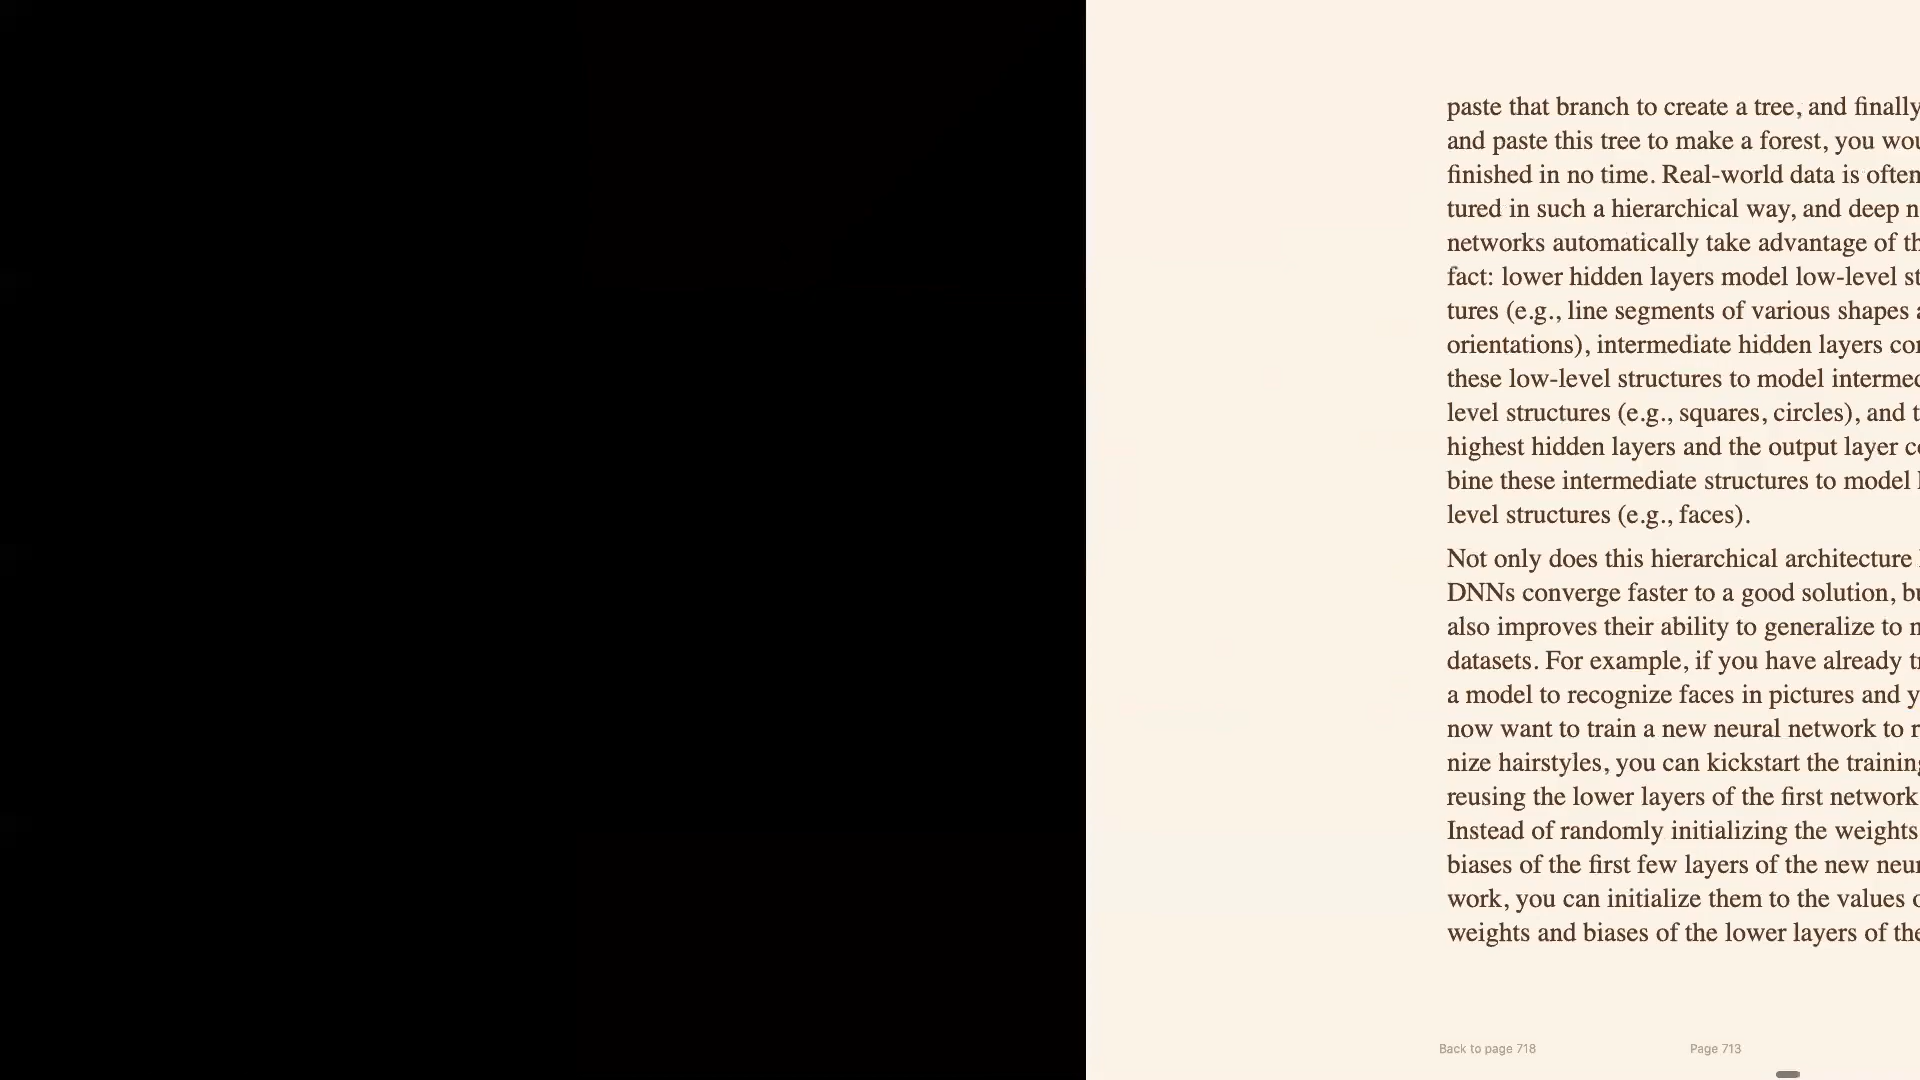 paste that branch to create a tree, and finally
and paste this tree to make a forest, you wou
finished in no time. Real-world data is often
tured in such a hierarchical way, and deep n
networks automatically take advantage of th
fact: lower hidden layers model low-level st
tures (e.g., line segments of various shapes a
orientations), intermediate hidden layers co
these low-level structures to model intermed
level structures (e.g., squares, circles), and t
highest hidden layers and the output layer co
bine these intermediate structures to model
level structures (e.g., faces).
Not only does this hierarchical architecture
DNNs converge faster to a good solution, bu
also improves their ability to generalize to n
datasets. For example, if you have already tr
a model to recognize faces in pictures and y
now want to train a new neural network to r
nize hairstyles, you can kickstart the training
reusing the lower layers of the first network
Instead of randomly initializing the weights
biases of the first few layers of the new neur
work, you can initialize them to the values o
weights and biases of the lower layers of the
Back to page 718
Page 713